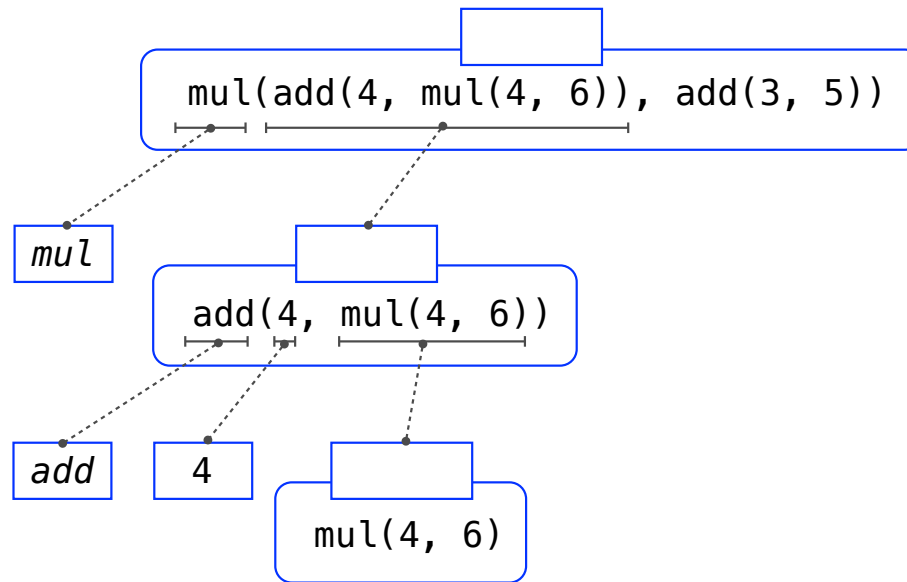 mul(add(4, mul(4, 6)), add(3, 5))
mul
add(4, mul(4, 6))
add
4
mul(4, 6)